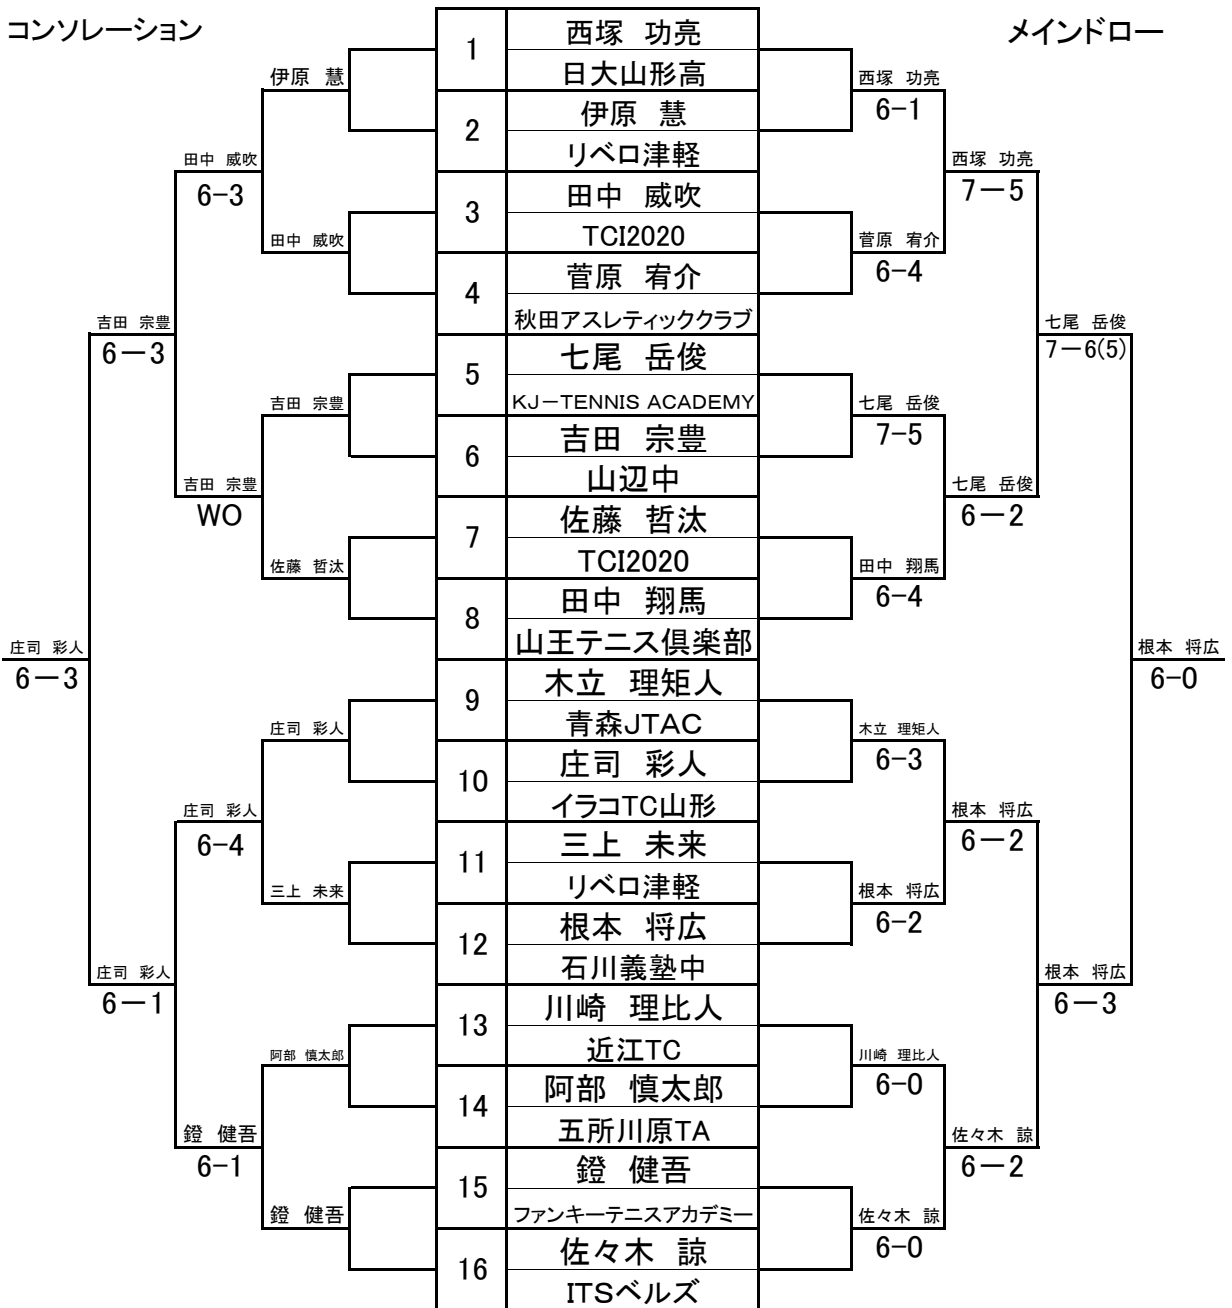 コンソレーション
メインドロー
1
西塚 功亮
日大山形高
2
伊原 慧
リベロ津軽
3
田中 威吹
TCI2020
4
菅原 宥介
秋田アスレティッククラブ
5
七尾 岳俊
KJ－TENNIS ACADEMY
6
吉田 宗豊
山辺中
7
佐藤 哲汰
TCI2020
8
田中 翔馬
山王テニス倶楽部
9
木立 理矩人
青森JTAC
10
庄司 彩人
イラコTC山形
11
三上 未来
リベロ津軽
12
根本 将広
石川義塾中
13
川崎 理比人
近江TC
14
阿部 慎太郎
五所川原TA
15
鐙 健吾
ファンキーテニスアカデミー
16
佐々木 諒
ITSベルズ
伊原 慧
田中 威吹
吉田 宗豊
佐藤 哲汰
庄司 彩人
三上 未来
阿部 慎太郎
鐙 健吾
田中 威吹
6-3
吉田 宗豊
WO
庄司 彩人
6-4
鐙 健吾
6-1
吉田 宗豊
6－3
庄司 彩人
6－1
庄司 彩人
6－3
西塚 功亮
6-1
菅原 宥介
6-4
七尾 岳俊
7-5
田中 翔馬
6-4
木立 理矩人
6-3
根本 将広
6-2
川崎 理比人
6-0
佐々木 諒
6-0
西塚 功亮
7－5
七尾 岳俊
6－2
根本 将広
6－2
佐々木 諒
6－2
七尾 岳俊
7－6(5)
根本 将広
6－3
根本 将広
6-0